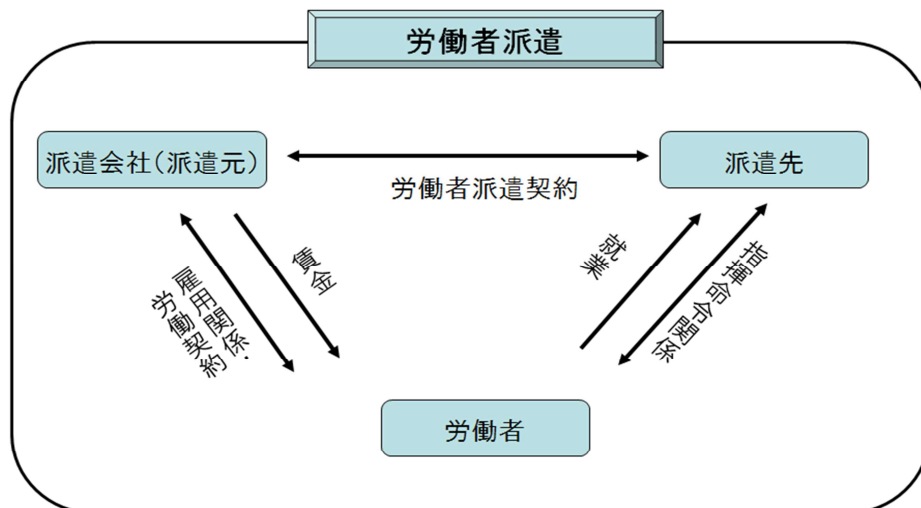 労働者派遣
派遣会社（派遣元）
派遣先
労働者派遣契約
賃金
就業
雇用関係・
労働契約
指揮命令関係
労働者